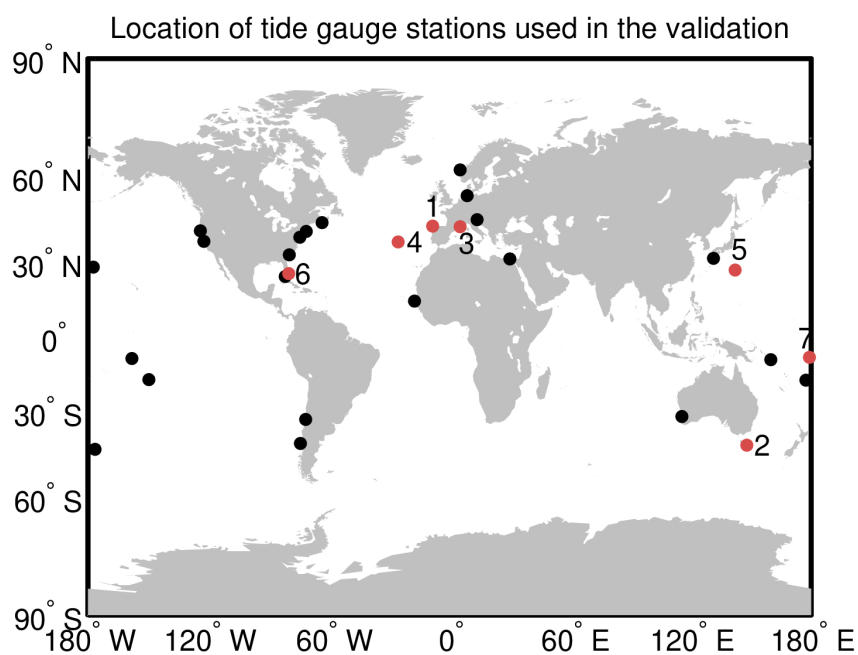 Location of tide gauge stations used in the validation
90° N
60° N
1
4
3
5
30° N
6
0°
7
30° S
2
60° S
90° S
180° W
120° W
60° W
0°
60° E
120° E
180° E